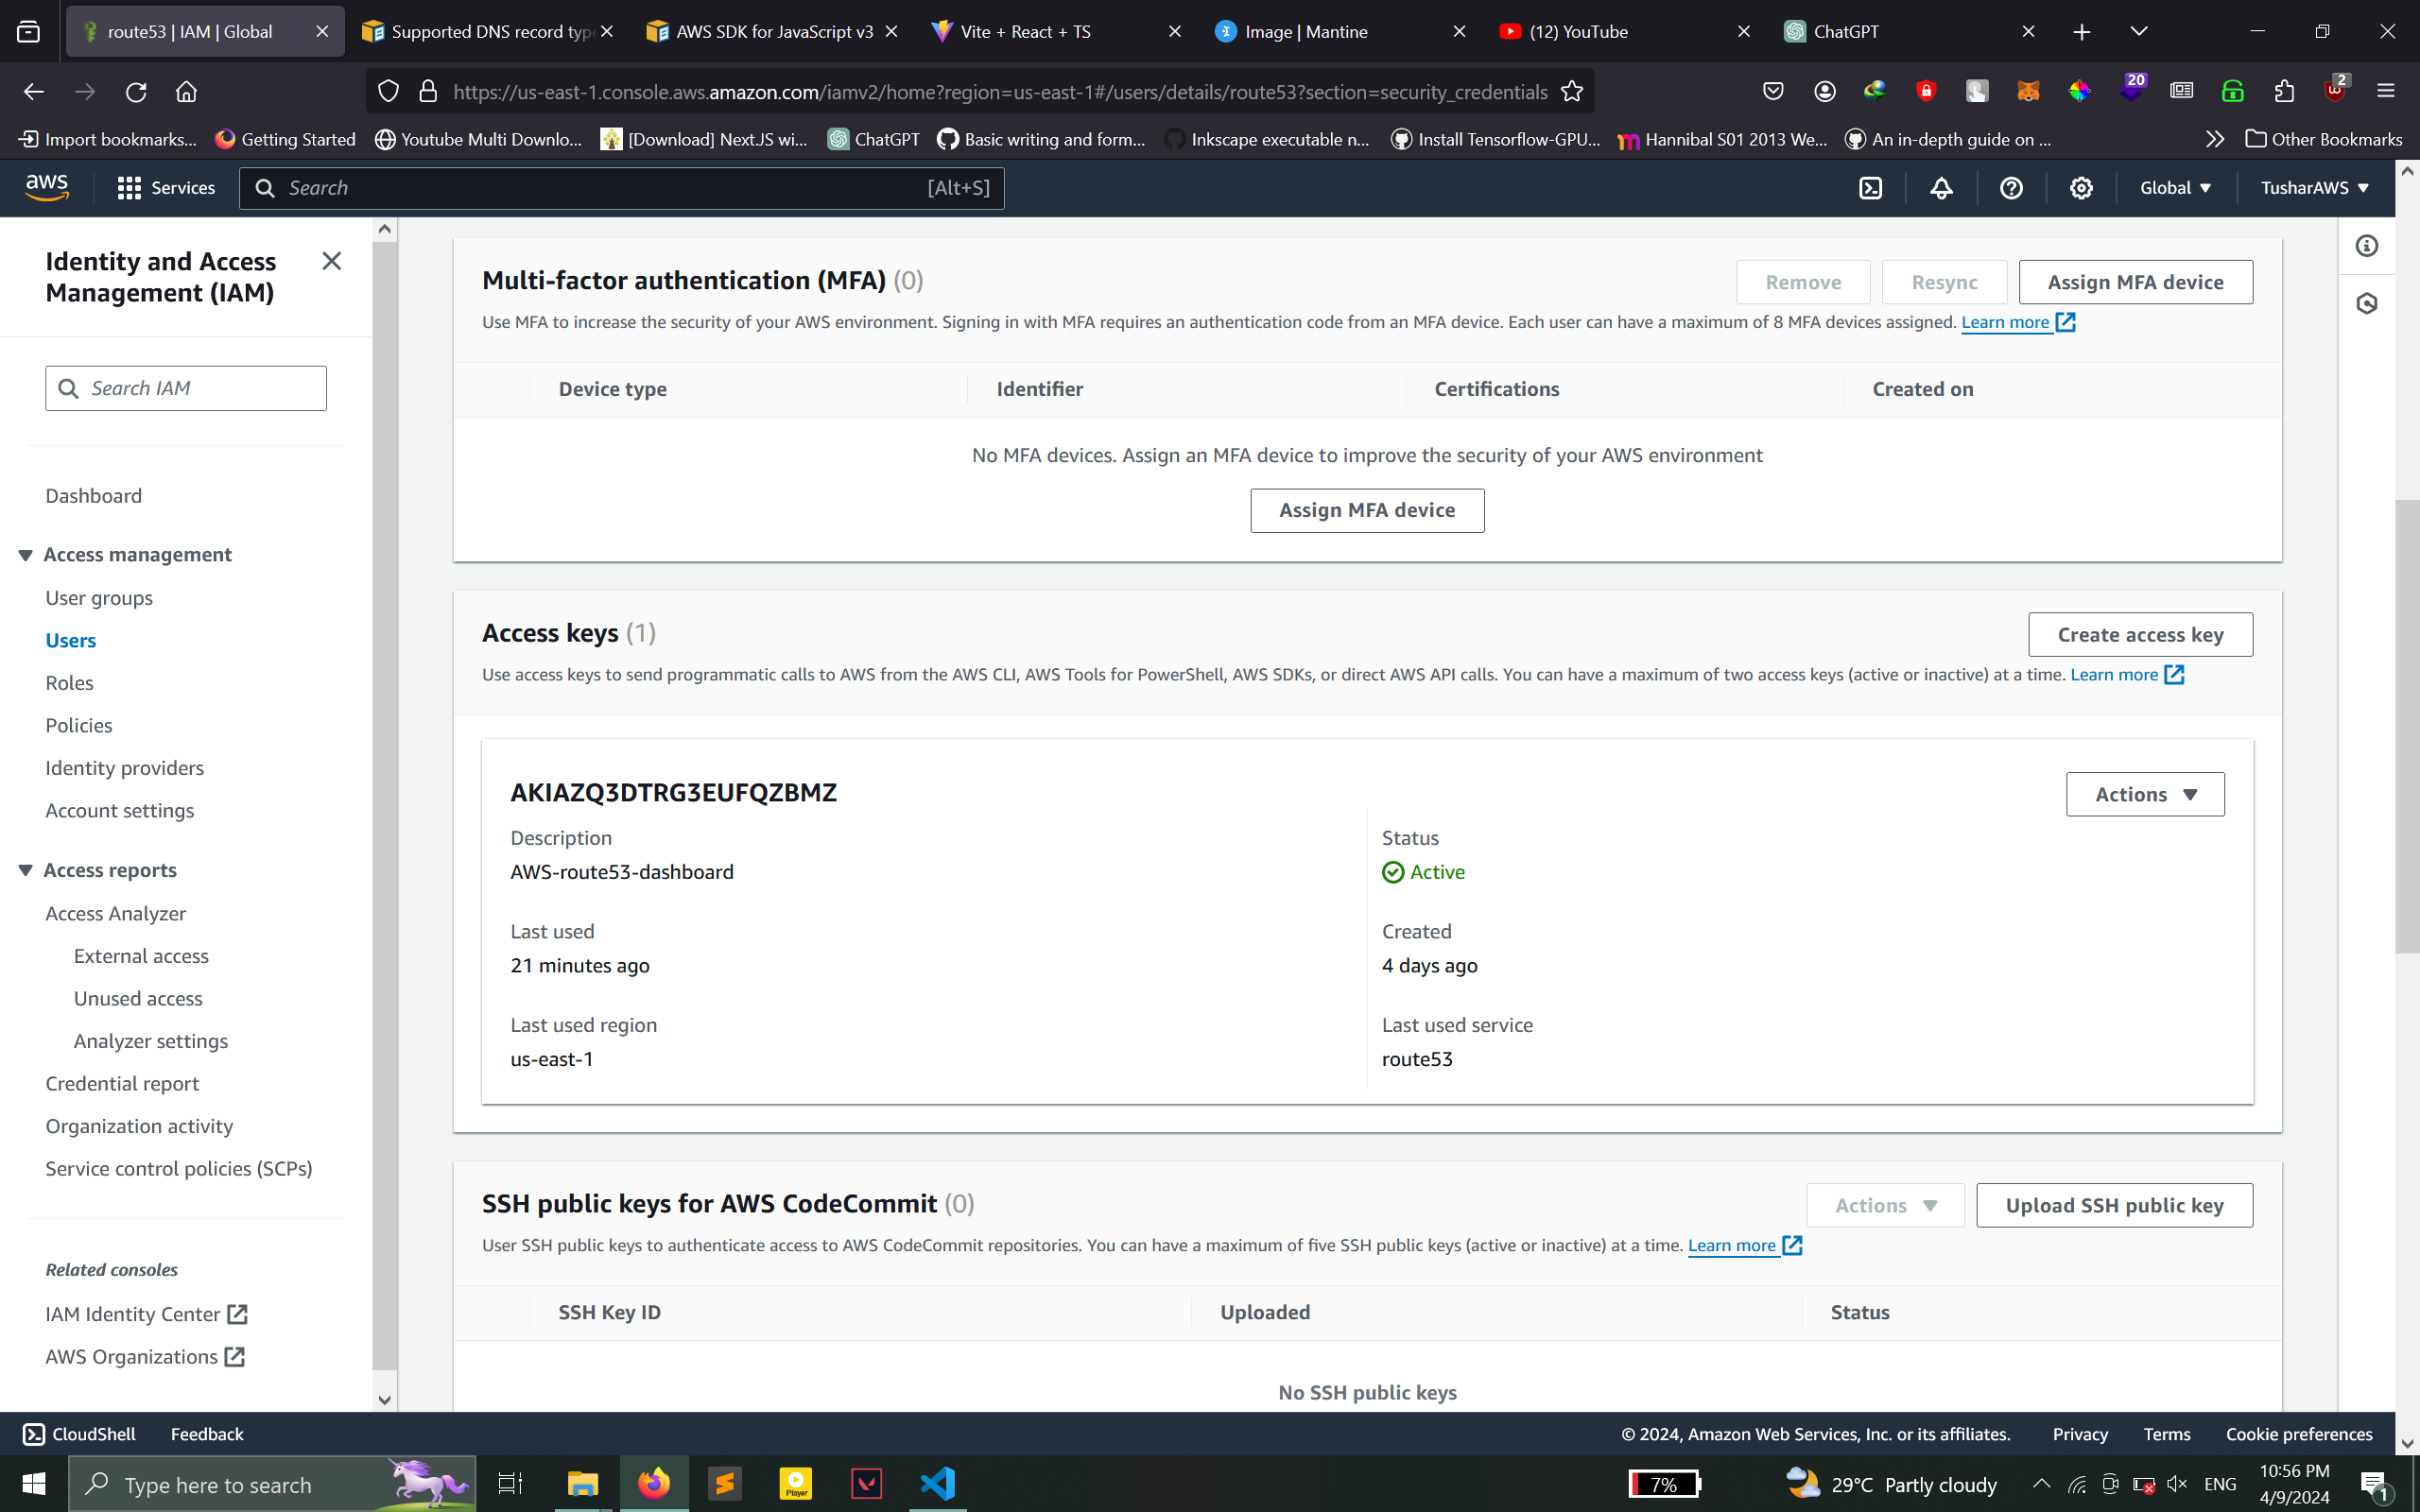 route53 | IAM | Global
Supported DNS record type
AWS SDK for JavaScript v3
Vite + React + TS
Image | Mantine
(12) YouTube
ChatGPT
https://us-east-1.console.aws.amazon.com/iamv2/home?region=us-east-1#/users/details/route53?section=security_credentials
20
2
Import bookmarks...
Getting Started
Youtube Multi Downlo...
[Download] Next.JS wi...
ChatGPT
Basic writing and form...
Inkscape executable n...
Install Tensorflow-GPU...
Hannibal S01 2013 We...
An in-depth guide on ...
Other Bookmarks
aws
Services
Search
[Alt+S]
Global
TusharAWS
Identity and Access
Management (IAM)
Search IAM
Dashboard
Access management
User groups
Users
Roles
Policies
Identity providers
Account settings
Access reports
Access Analyzer
External access
Unused access
Analyzer settings
Credential report
Organization activity
Service control policies (SCPs)
Related consoles
IAM Identity Center
AWS Organizations
Multi-factor authentication (MFA) (0)
Remove
Resync
Assign MFA device
Use MFA to increase the security of your AWS environment. Signing in with MFA requires an authentication code from an MFA device. Each user can have a maximum of 8 MFA devices assigned. Learn more
Device type
Identifier
Certifications
Created on
No MFA devices. Assign an MFA device to improve the security of your AWS environment
Assign MFA device
Access keys (1)
Create access key
Use access keys to send programmatic calls to AWS from the AWS CLI, AWS Tools for PowerShell, AWS SDKs, or direct AWS API calls. You can have a maximum of two access keys (active or inactive) at a time. Learn more
AKIAZQ3DTRG3EUFQZBMZ
Actions
Description
AWS-route53-dashboard
Status
Active
Last used
21 minutes ago
Created
4 days ago
Last used region
us-east-1
Last used service
route53
SSH public keys for AWS CodeCommit (0)
Actions
Upload SSH public key
User SSH public keys to authenticate access to AWS CodeCommit repositories. You can have a maximum of five SSH public keys (active or inactive) at a time. Learn more
SSH Key ID
Uploaded
Status
No SSH public keys
CloudShell
Feedback
© 2024, Amazon Web Services, Inc. or its affiliates.
Privacy
Terms
Cookie preferences
Type here to search
Player
7%
29°C Partly cloudy
ENG
10:56 PM
4/9/2024
1